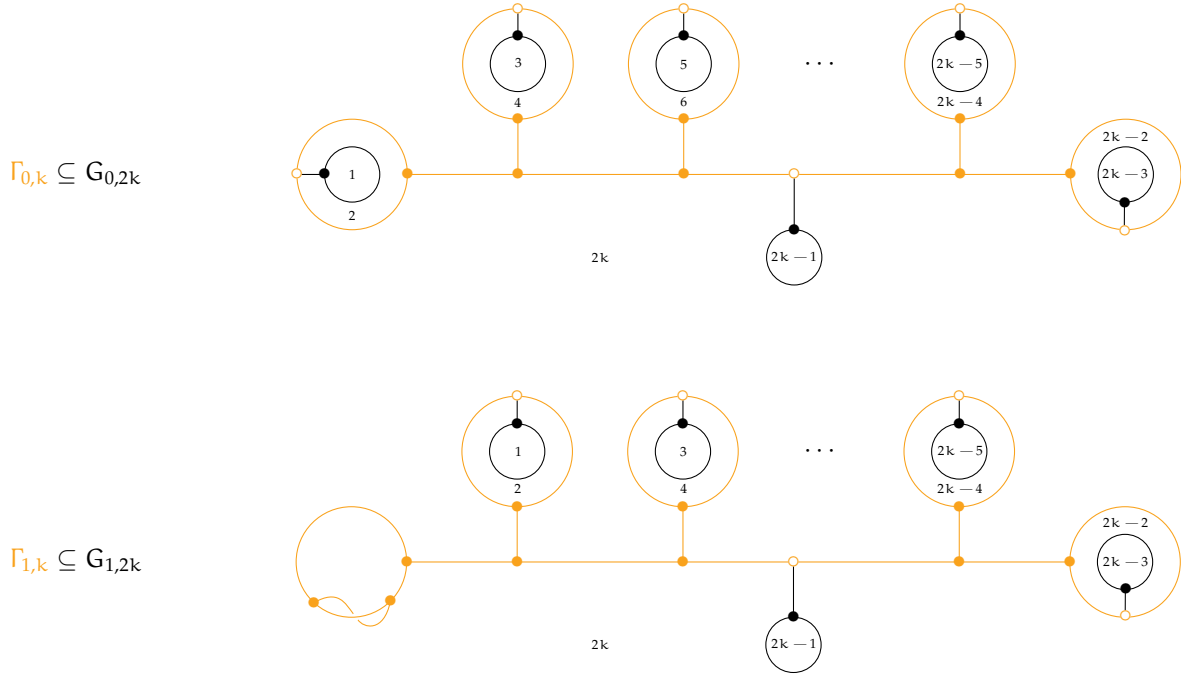 3 5 ··· 2k − 5
4 6 2k − 4
2k − 2
Γ₀,ₖ ⊆ G₀,₂ₖ 1 2k − 3
2
2k 2k − 1
1 3 ··· 2k − 5
2 4 2k − 4
2k − 2
Γ₁,ₖ ⊆ G₁,₂ₖ 2k − 3
2k 2k − 1